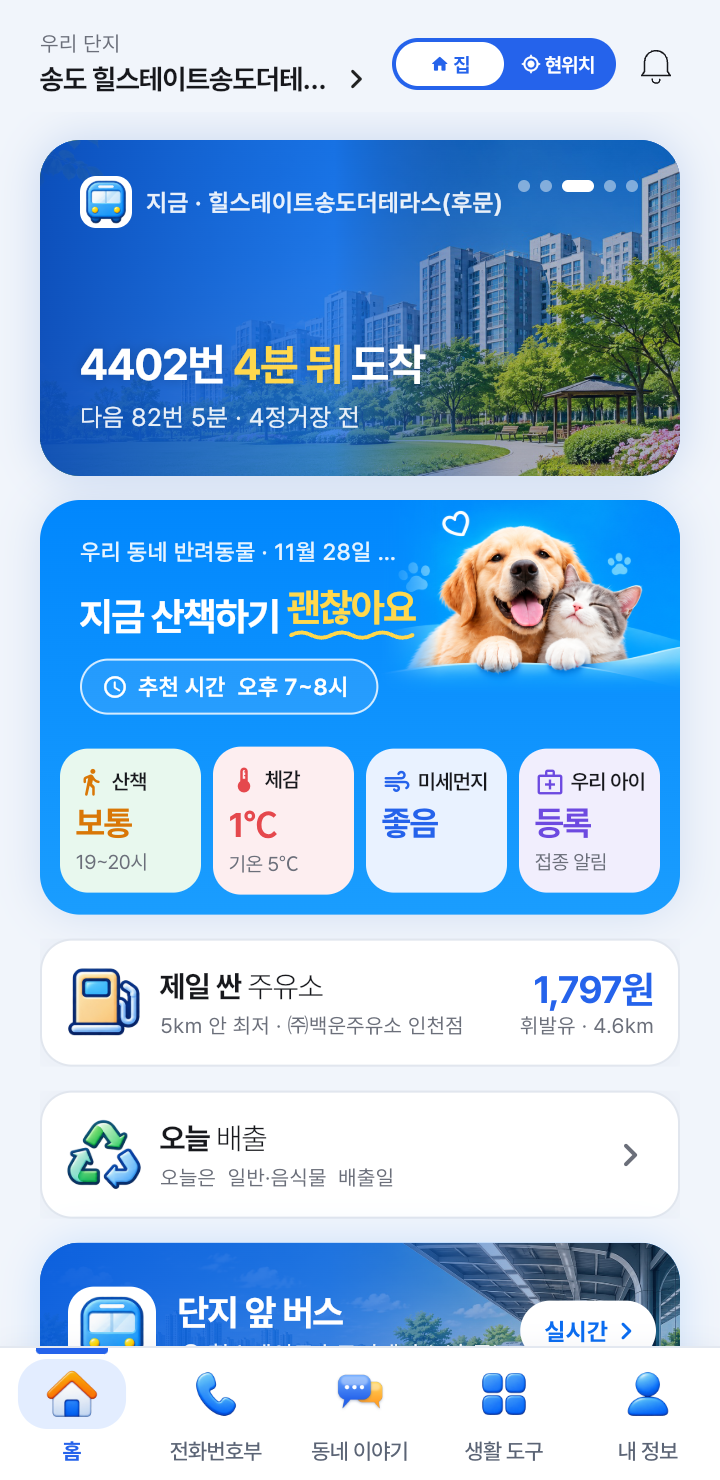 우리 단지
송도 힐스테이트송도더테...
집
현위치
지금 · 힐스테이트송도더테라스(후문)
4402번 4분 뒤 도착
다음 82번 5분 · 4정거장 전
우리 동네 반려동물 · 11월 28일 ...
지금 산책하기 괜찮아요
추천 시간 오후 7~8시
산책
보통
19~20시
체감
1°C
기온 5°C
미세먼지
좋음
우리 아이
등록
접종 알림
제일 싼 주유소
5km 안 최저 · ㈜백운주유소 인천점
1,797원
휘발유 · 4.6km
오늘 배출
오늘은 일반·음식물 배출일
단지 앞 버스
실시간
홈
전화번호부
동네 이야기
생활 도구
내 정보